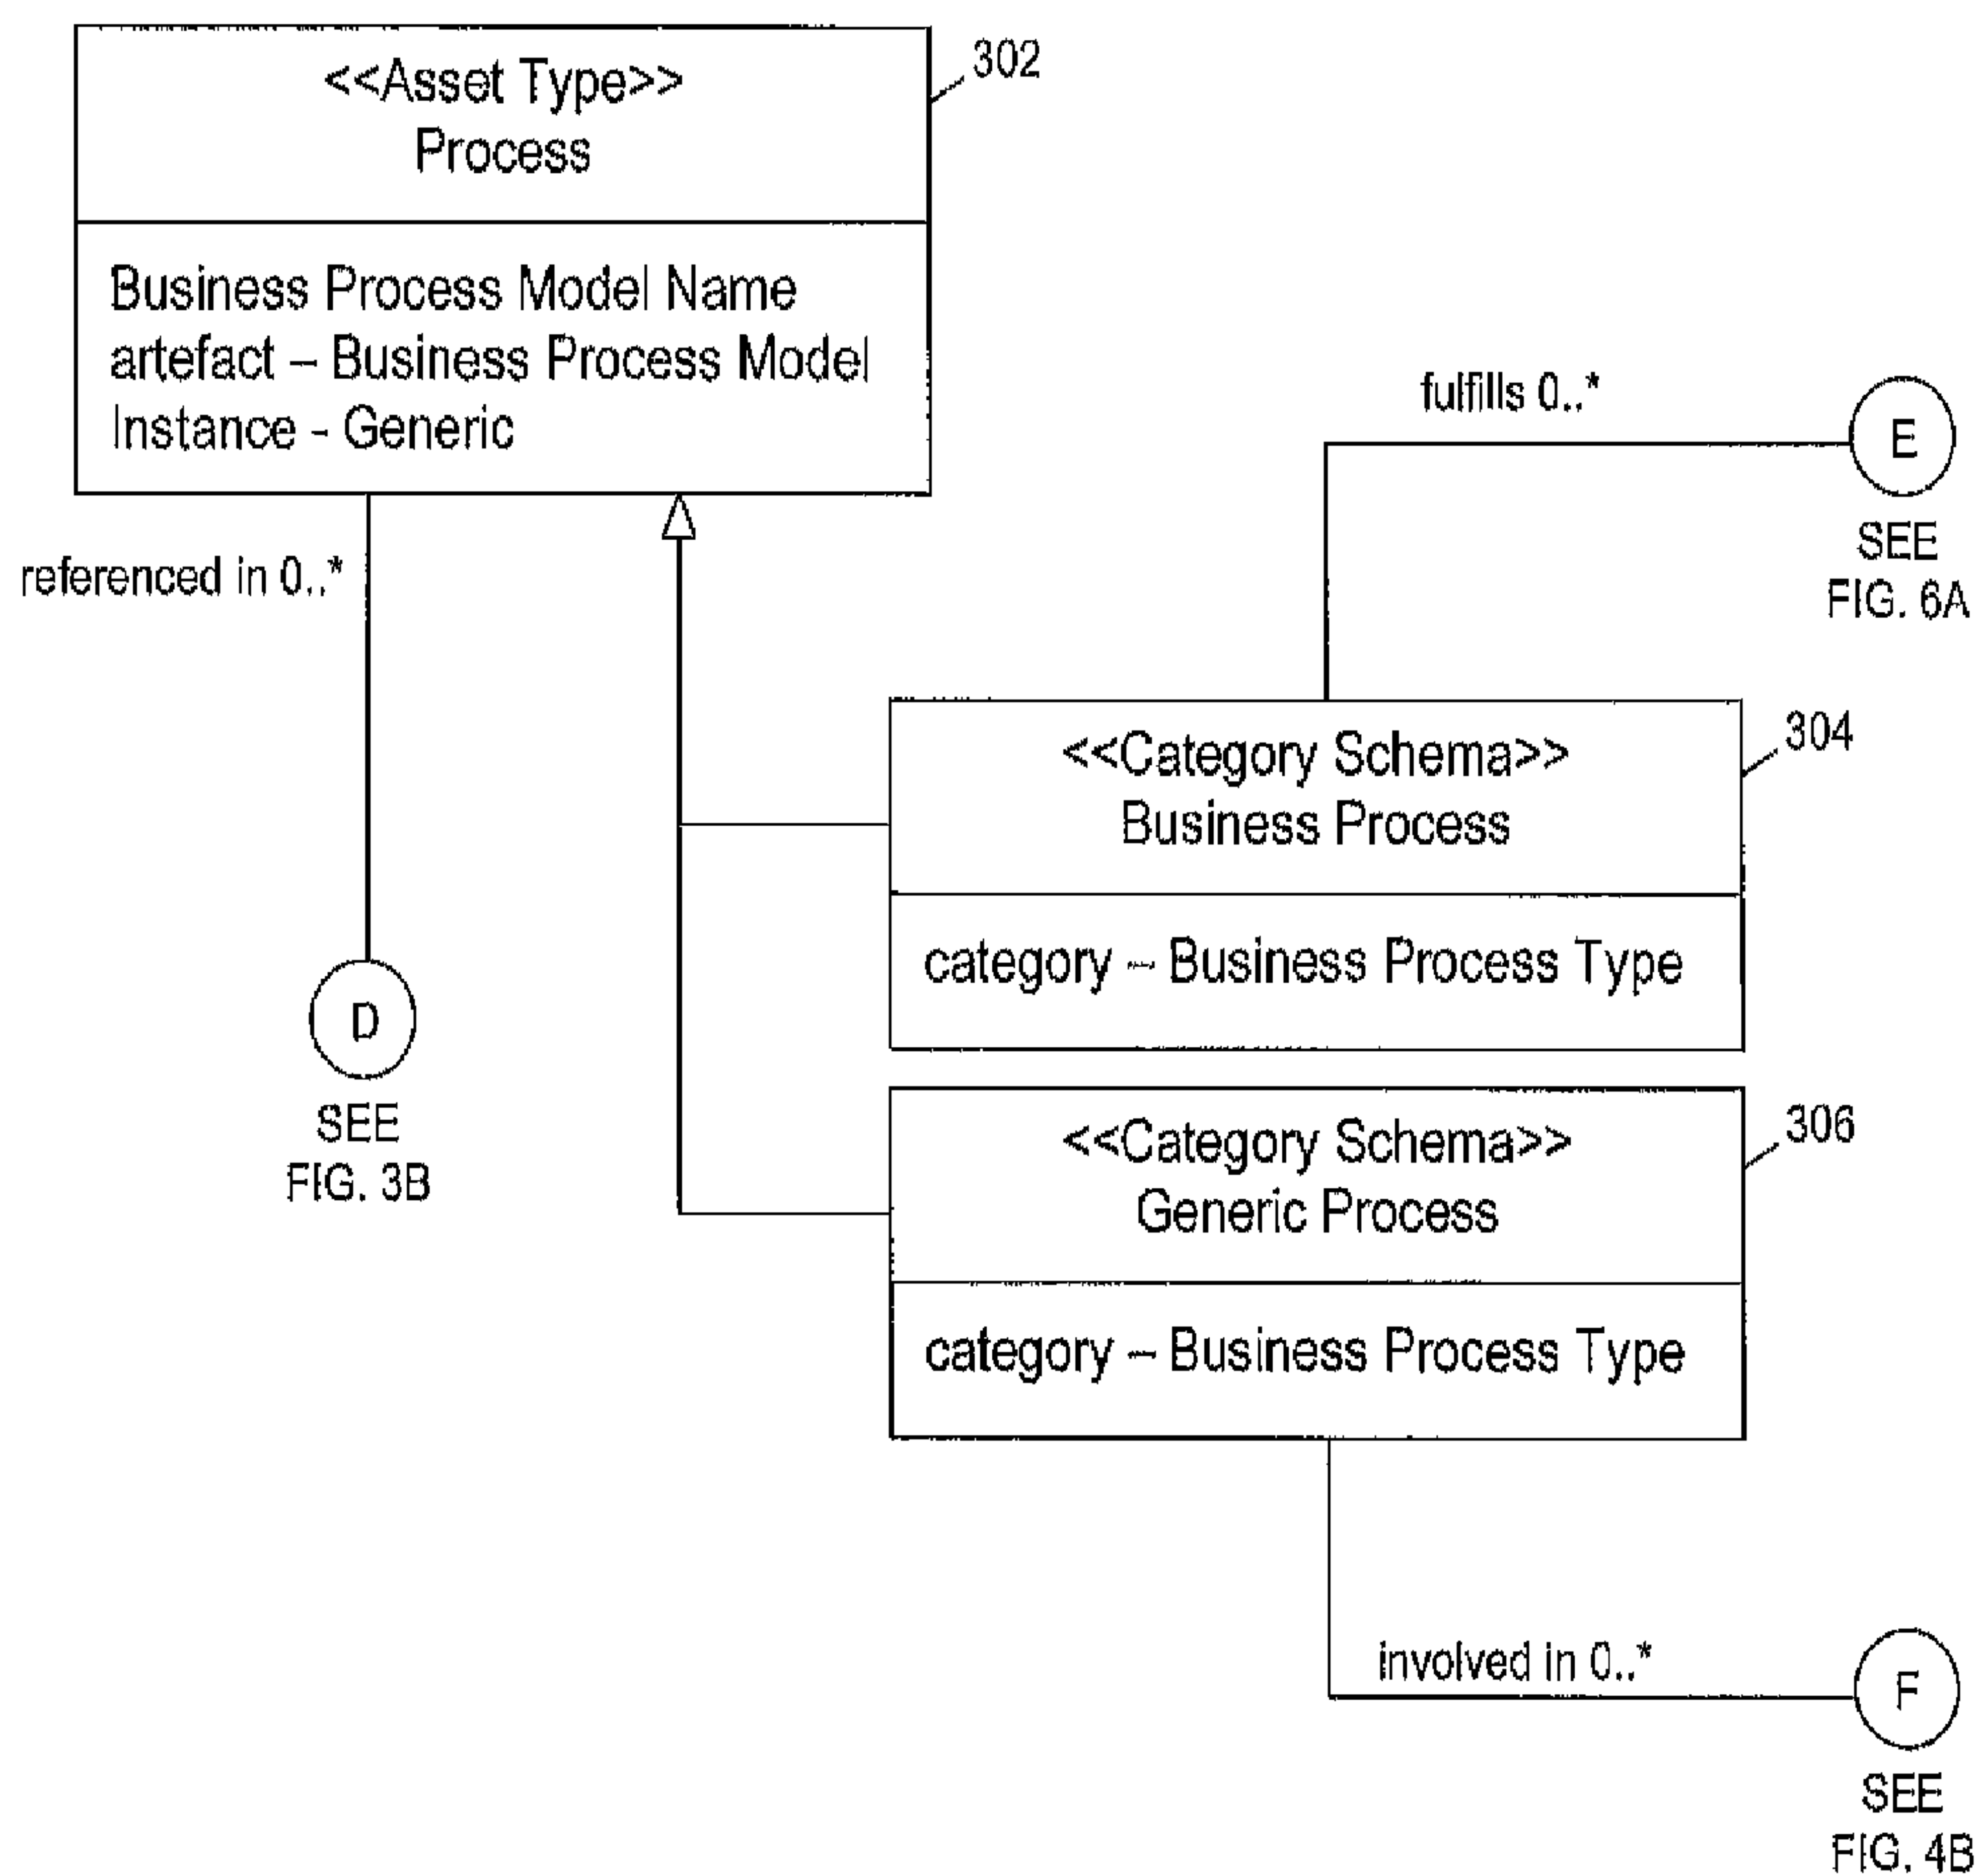 <<Asset Type>>
Process
302
Business Process Model Name
artefact – Business Process Model
Instance - Generic
referenced in 0..*
D
SEE
FIG. 3B
fulfills 0..*
E
SEE
FIG. 6A
<<Category Schema>>
Business Process
304
category – Business Process Type
<<Category Schema>>
Generic Process
306
category – Business Process Type
involved in 0..*
F
SEE
FIG. 4B